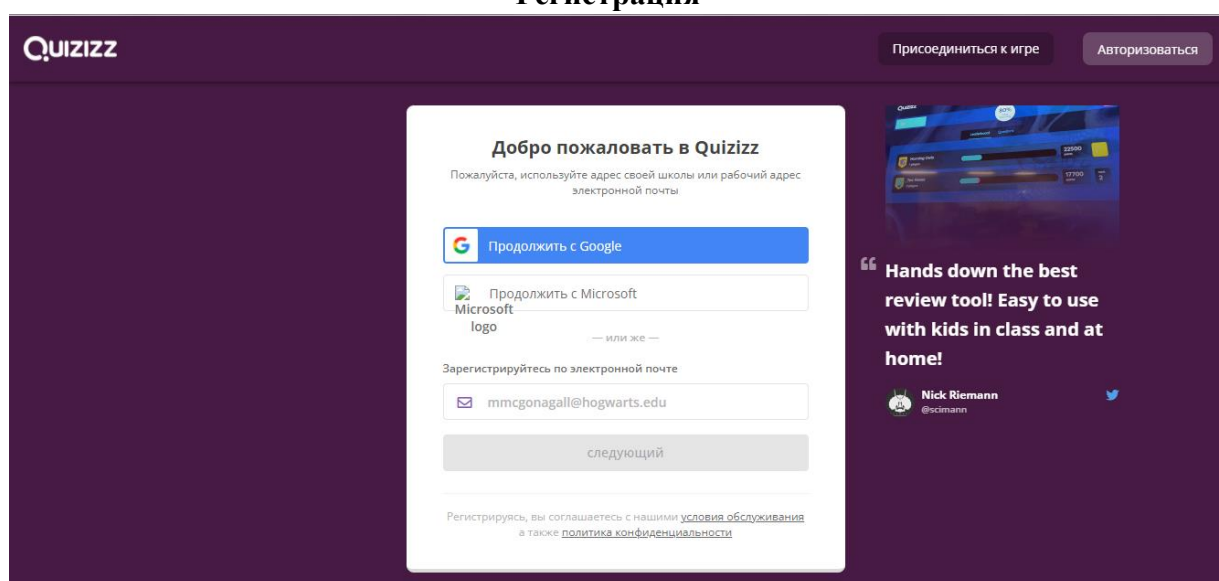 Регистрация
QUIZIZZ
Присоединиться к игре
Авторизоваться
Добро пожаловать в Quizizz
Пожалуйста, используйте адрес своей школы или рабочий адрес
электронной почты
Продолжить с Google
Продолжить с Microsoft
Microsoft
logo
— или же —
Зарегистрируйтесь по электронной почте
mmcgonagall@hogwarts.edu
следующий
Регистрируясь, вы соглашаетесь с нашими условия обслуживания
а также политика конфиденциальности
22500
17700
“ Hands down the best
review tool! Easy to use
with kids in class and at
home!
Nick Riemann
@scimann